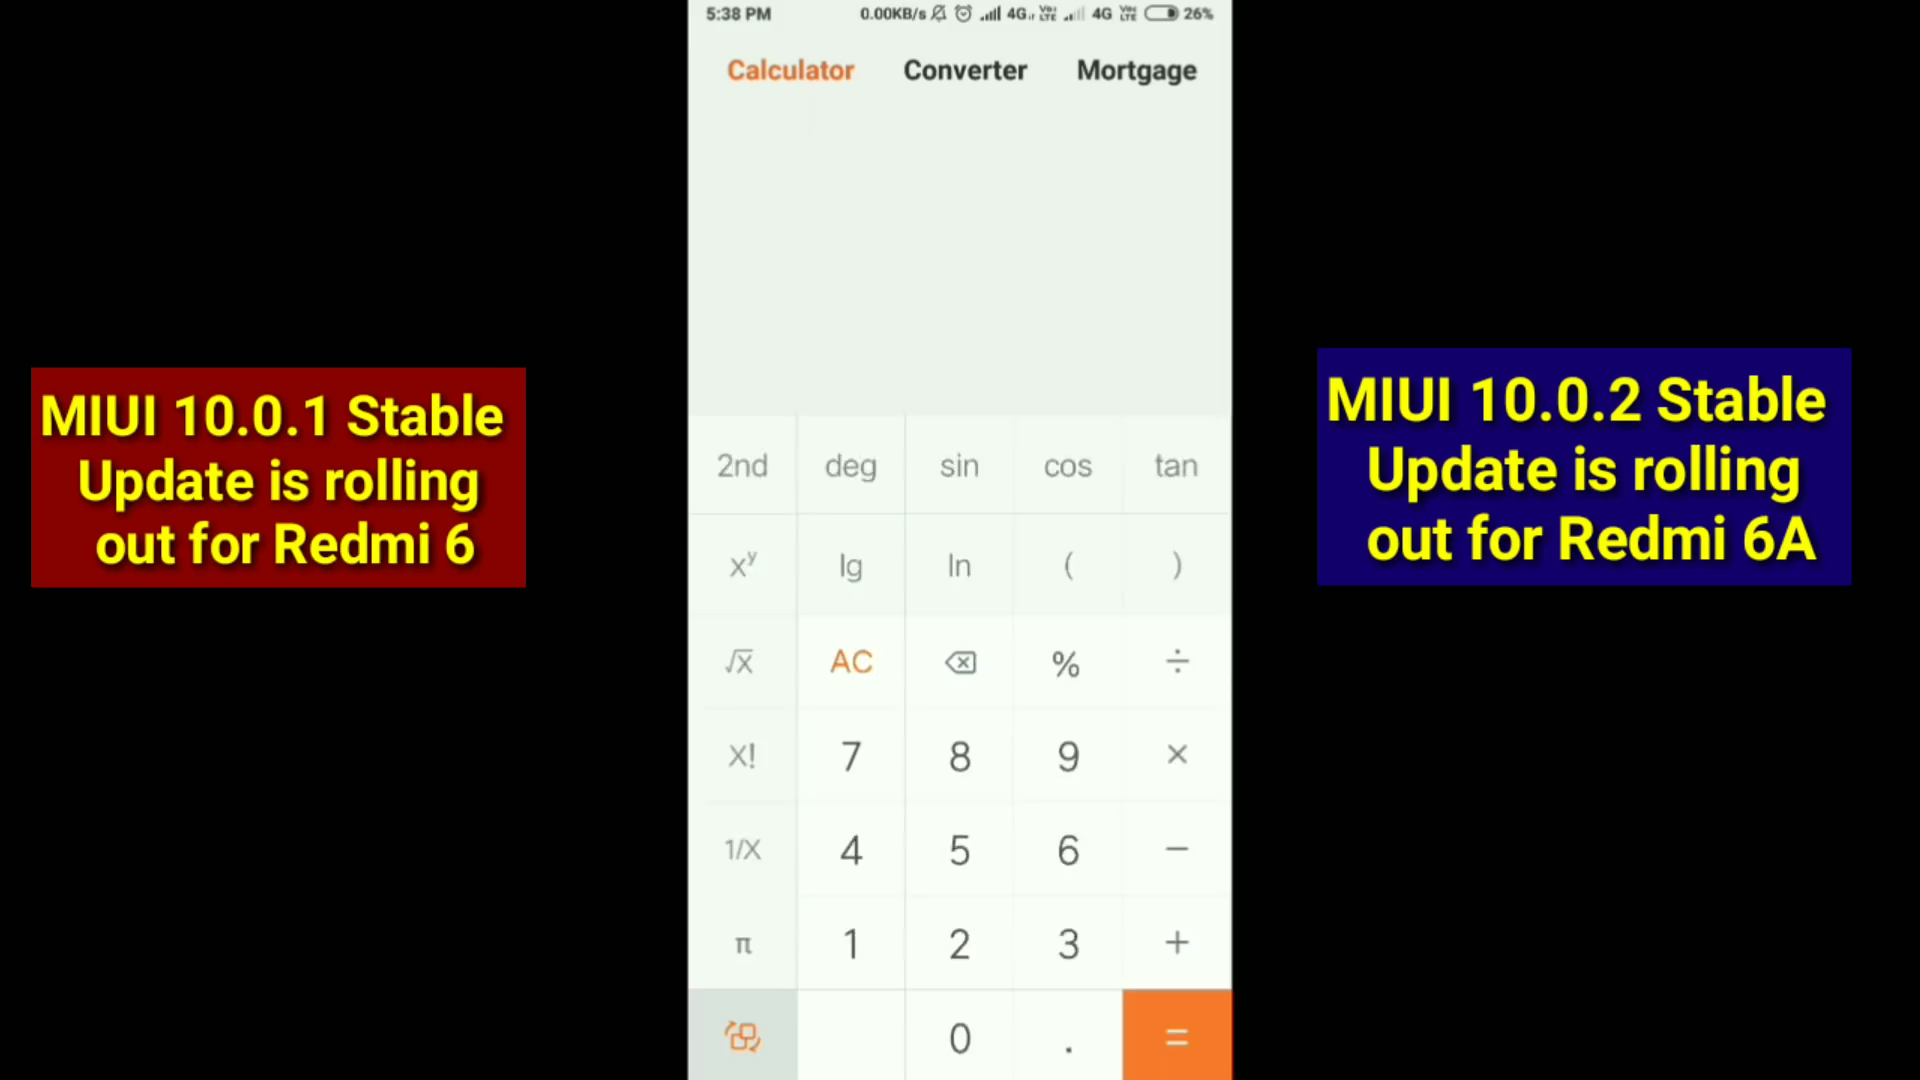 5:38 PM 0.00KB/s 4G VoLTE 4G VoLTE 26%
Calculator Converter Mortgage
MIUI 10.0.1 Stable
Update is rolling
out for Redmi 6
MIUI 10.0.2 Stable
Update is rolling
out for Redmi 6A
2nd deg sin cos tan
xʸ lg ln ( )
√x AC % ÷
X! 7 8 9 ×
1/X 4 5 6 −
π 1 2 3 +
0 . =